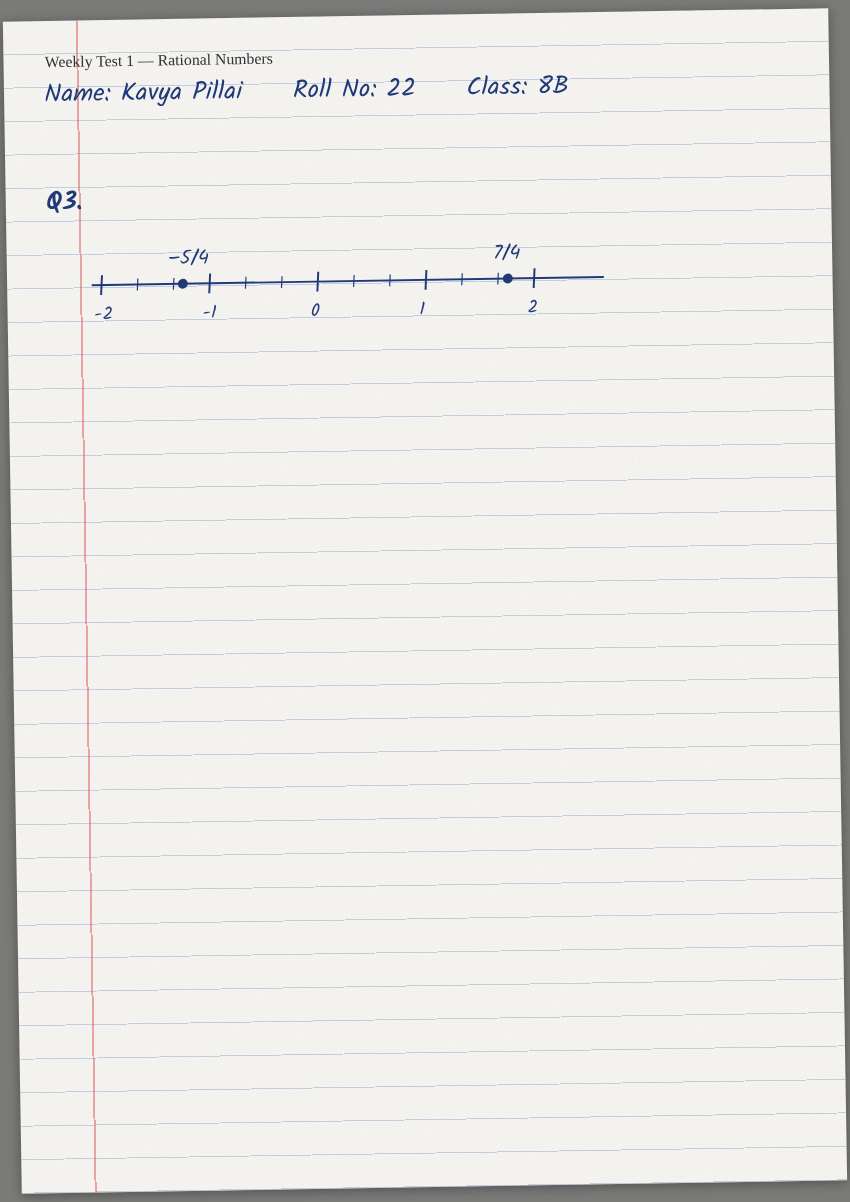 Weekly Test 1 — Rational Numbers
Name: Kavya Pillai Roll No: 22 Class: 8B
Q3.
−5/4 7/4
-2 -1 0 1 2